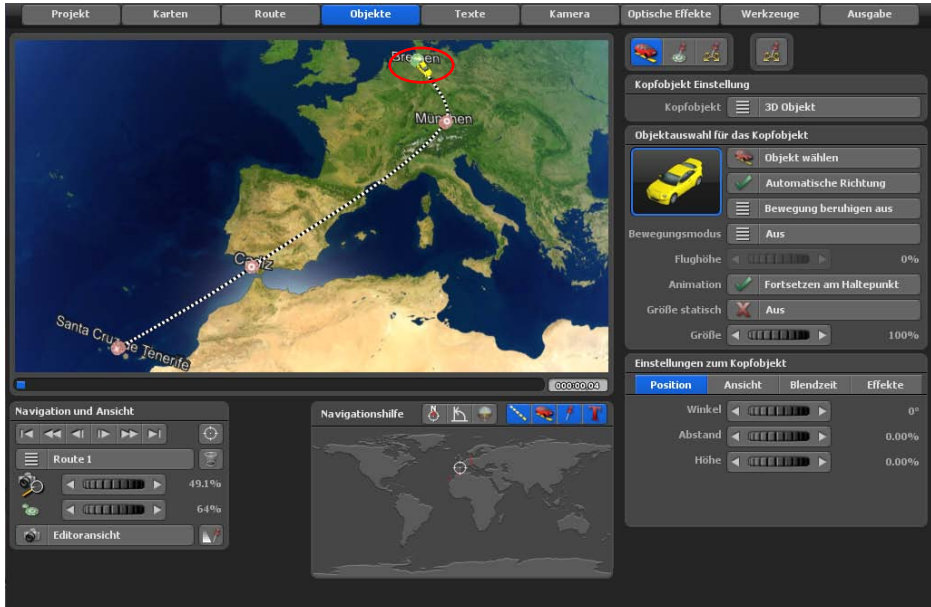 Projekt Karten Route Objekte Texte Kamera Optische Effekte Werkzeuge Ausgabe
Bremen
München
Cadiz
Santa Cruz de Tenerife
000:00.04
Kopfobjekt Einstellung
Kopfobjekt 3D Objekt
Objektauswahl für das Kopfobjekt
Objekt wählen
Automatische Richtung
Bewegung beruhigen aus
Bewegungsmodus Aus
Flughöhe 0%
Animation Fortsetzen am Haltepunkt
Größe statisch Aus
Größe 100%
Einstellungen zum Kopfobjekt
Position Ansicht Blendzeit Effekte
Winkel 0°
Abstand 0.00%
Höhe 0.00%
Navigation und Ansicht
Route 1
49.1%
64%
Editoransicht
Navigationshilfe